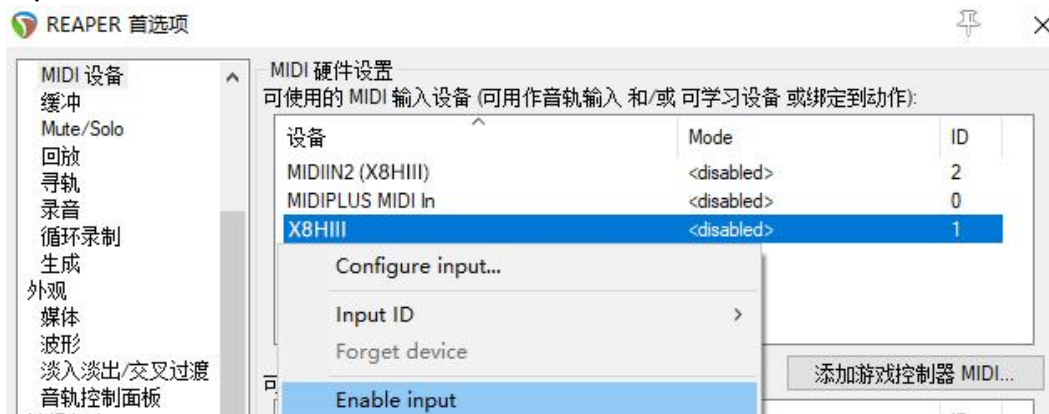 REAPER 首选项
MIDI 设备
缓冲
Mute/Solo
回放
寻轨
录音
循环录制
生成
外观
媒体
波形
淡入淡出/交叉过渡
音轨控制面板
MIDI 硬件设置
可使用的 MIDI 输入设备 (可用作音轨输入 和/或 可学习设备 或绑定到动作):
设备 Mode ID
MIDIIN2 (X8HIII) <disabled> 2
MIDIPLUS MIDI In <disabled> 0
X8HIII <disabled> 1
Configure input...
Input ID
Forget device
Enable input
添加游戏控制器 MIDI...